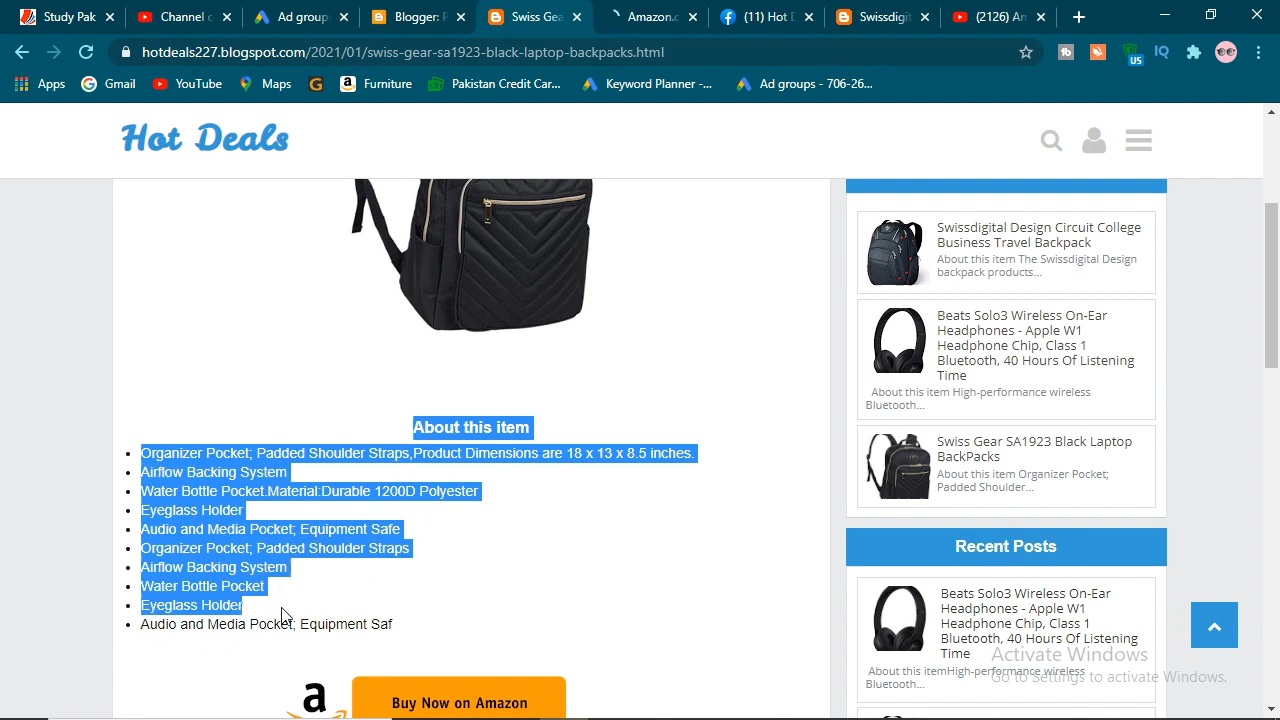 Study Pak
Channel c
Ad group
Blogger: P
Swiss Gea
Amazon.c
(11) Hot D
Swissdigit
(2126) Am
hotdeals227.blogspot.com/2021/01/swiss-gear-sa1923-black-laptop-backpacks.html
US
IQ
Apps
Gmail
YouTube
Maps
Furniture
Pakistan Credit Car...
Keyword Planner -...
Ad groups - 706-26...
Hot Deals
Swissdigital Design Circuit College
Business Travel Backpack
About this item The Swissdigital Design
backpack products...
Beats Solo3 Wireless On-Ear
Headphones - Apple W1
Headphone Chip, Class 1
Bluetooth, 40 Hours Of Listening
Time
About this item High-performance wireless
Bluetooth...
Swiss Gear SA1923 Black Laptop
BackPacks
About this item Organizer Pocket;
Padded Shoulder...
About this item
Organizer Pocket; Padded Shoulder Straps,Product Dimensions are 18 x 13 x 8.5 inches.
Airflow Backing System
Water Bottle Pocket.Material:Durable 1200D Polyester
Eyeglass Holder
Audio and Media Pocket; Equipment Safe
Organizer Pocket; Padded Shoulder Straps
Airflow Backing System
Water Bottle Pocket
Eyeglass Holder
Audio and Media Pocket; Equipment Saf
Recent Posts
Beats Solo3 Wireless On-Ear
Headphones - Apple W1
Headphone Chip, Class 1
Bluetooth, 40 Hours Of Listening
Time
About this itemHigh-performance wireless
Bluetooth...
a
Buy Now on Amazon
Activate Windows
Go to Settings to activate Windows.